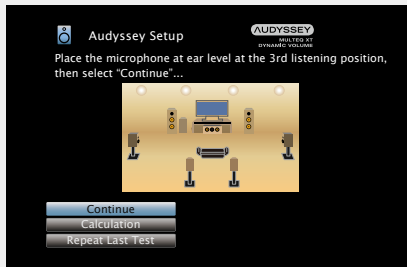 Audyssey Setup
AUDYSSEY
MULTEQ XT
DYNAMIC VOLUME
Place the microphone at ear level at the 3rd listening position,
then select “Continue”...
Continue
Calculation
Repeat Last Test